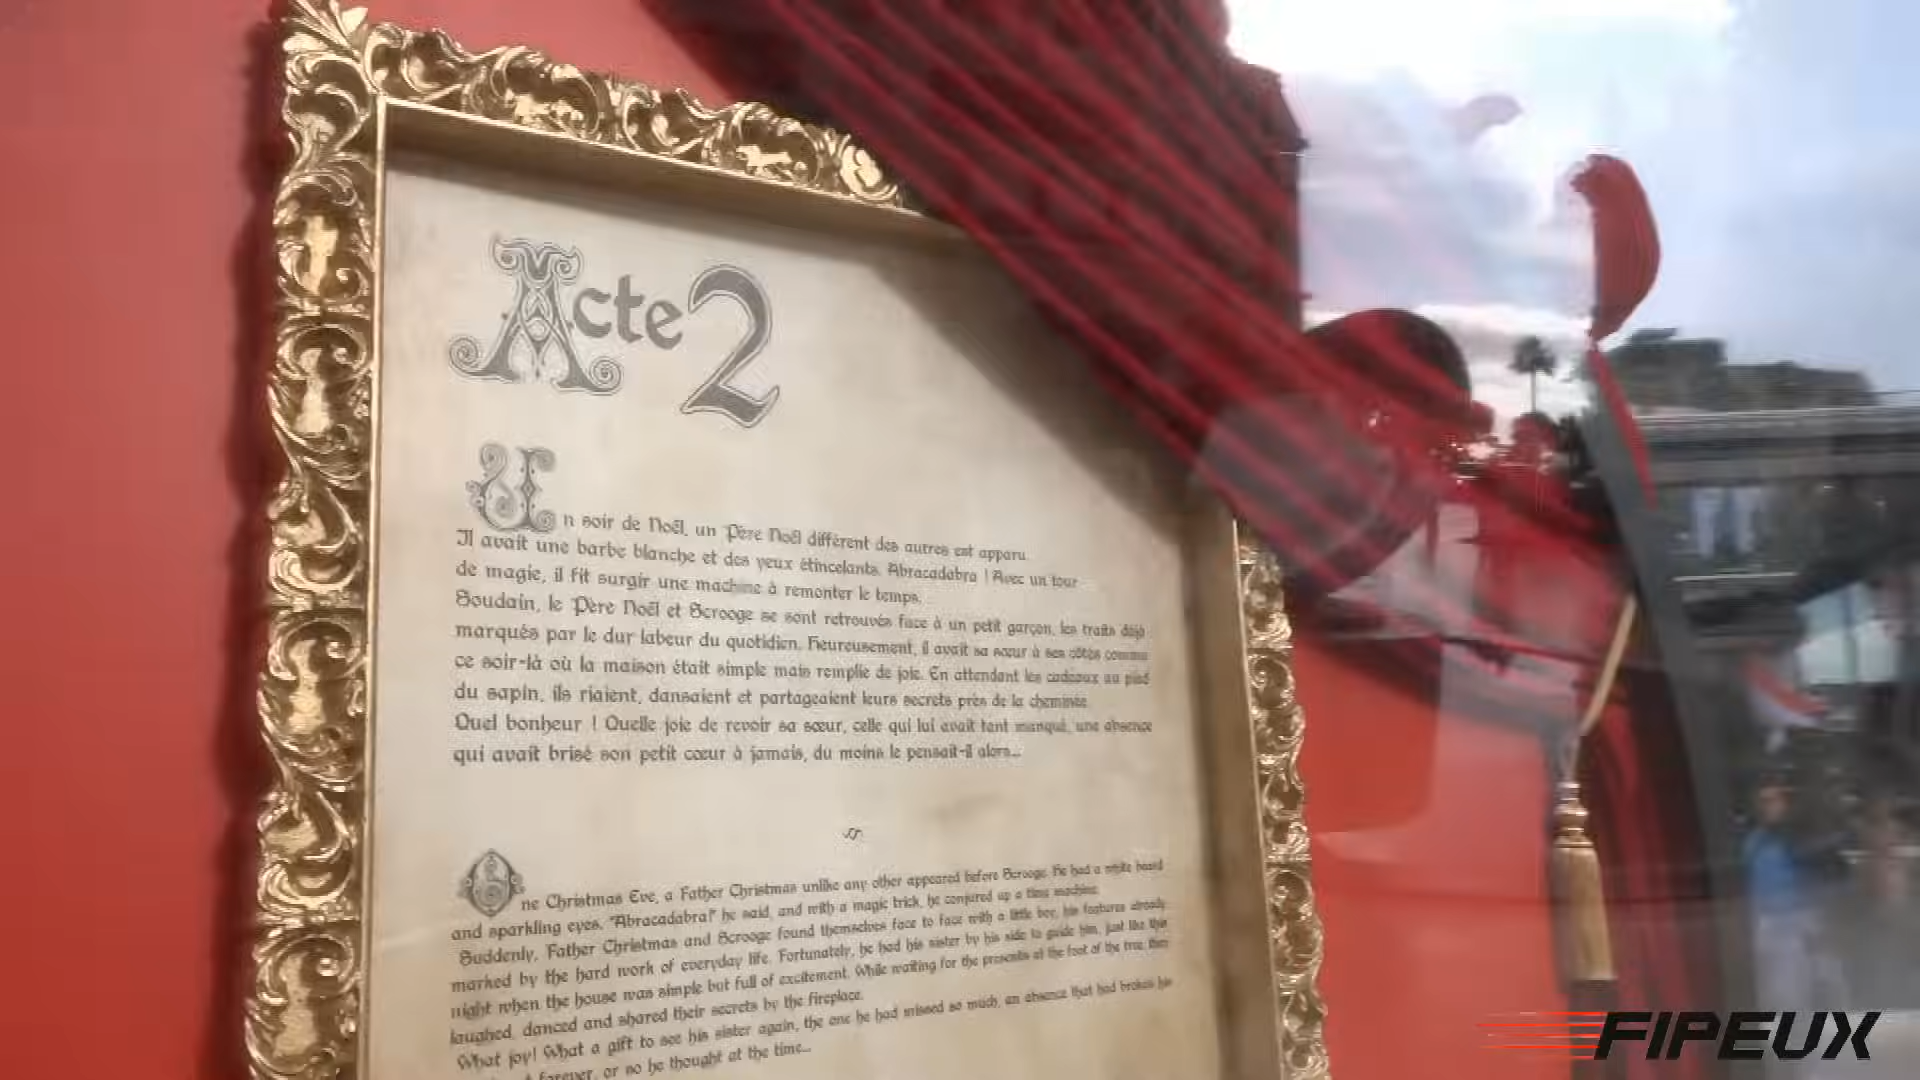 Acte 2
Un soir de Noël, un Père Noël différent des autres est apparu.
Il avait une barbe blanche et des yeux étincelants. Abracadabra ! Avec un tour
de magie, il fit surgir une machine à remonter le temps.
Soudain, le Père Noël et Scrooge se sont retrouvés face à un petit garçon, les traits déjà
marqués par le dur labeur du quotidien. Heureusement, il avait sa sœur à ses côtés comme
ce soir-là où la maison était simple mais remplie de joie. En attendant les cadeaux au pied
du sapin, ils riaient, dansaient et partageaient leurs secrets près de la cheminée.
Quel bonheur ! Quelle joie de revoir sa sœur, celle qui lui avait tant manqué, une absence
qui avait brisé son petit cœur à jamais, du moins le pensait-il alors...
One Christmas Eve, a Father Christmas unlike any other appeared before Scrooge. He had a white beard
and sparkling eyes. "Abracadabra!" he said, and with a magic trick, he conjured up a time machine.
Suddenly, Father Christmas and Scrooge found themselves face to face with a little boy, his features already
marked by the hard work of everyday life. Fortunately, he had his sister by his side to guide him, just like this
night when the house was simple but full of excitement. While waiting for the presents at the foot of the tree, they
laughed, danced and shared their secrets by the fireplace.
What joy! What a gift to see his sister again, the one he had missed so much, an absence that had broken his
forever, or so he thought at the time...
FIPEUX